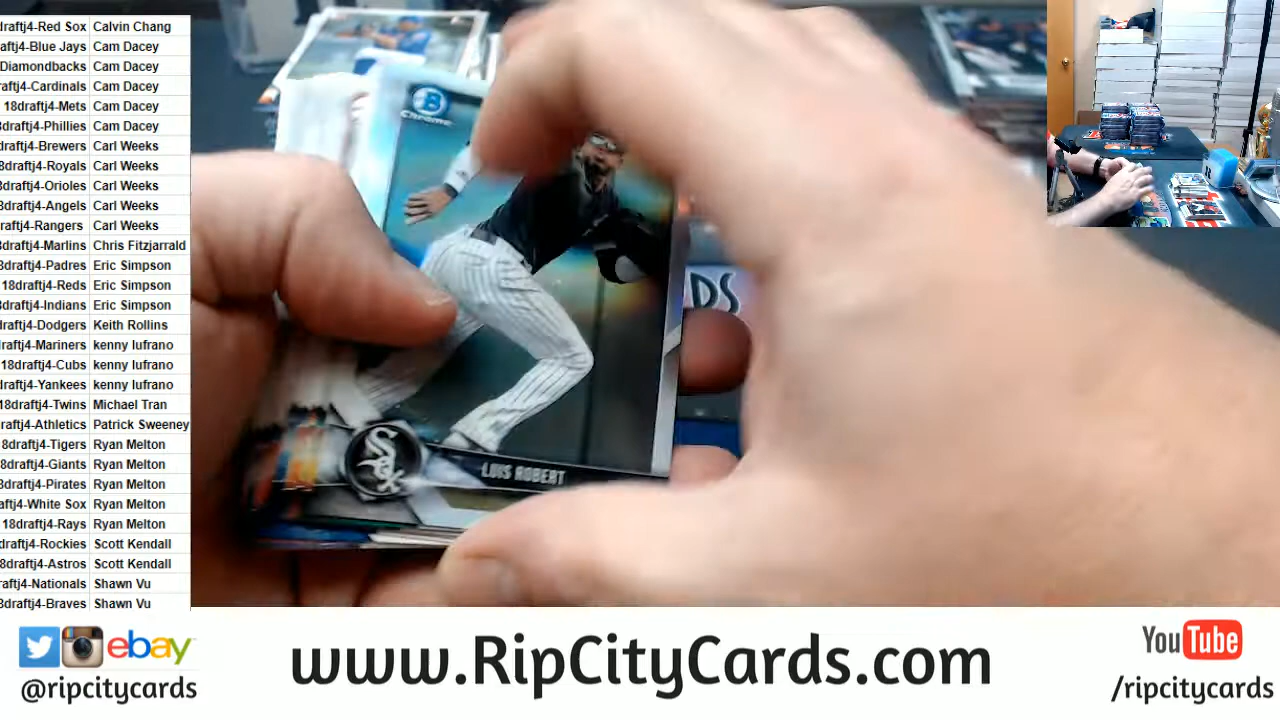 draftj4-Red Sox Calvin Chang
aftj4-Blue Jays Cam Dacey
Diamondbacks Cam Dacey
raftj4-Cardinals Cam Dacey
18draftj4-Mets Cam Dacey
8draftj4-Phillies Cam Dacey
draftj4-Brewers Carl Weeks
8draftj4-Royals Carl Weeks
draftj4-Orioles Carl Weeks
8draftj4-Angels Carl Weeks
raftj4-Rangers Carl Weeks
8draftj4-Marlins Chris Fitzjarrald
8draftj4-Padres Eric Simpson
18draftj4-Reds Eric Simpson
8draftj4-Indians Eric Simpson
draftj4-Dodgers Keith Rollins
raftj4-Mariners kenny lufrano
18draftj4-Cubs kenny lufrano
raftj4-Yankees kenny lufrano
18draftj4-Twins Michael Tran
raftj4-Athletics Patrick Sweeney
8draftj4-Tigers Ryan Melton
8draftj4-Giants Ryan Melton
8draftj4-Pirates Ryan Melton
aftj4-White Sox Ryan Melton
18draftj4-Rays Ryan Melton
draftj4-Rockies Scott Kendall
8draftj4-Astros Scott Kendall
raftj4-Nationals Shawn Vu
8draftj4-Braves Shawn Vu
B
Chrome
SOX
LUIS ROBERT
RDS
ebay
@ripcitycards
www.RipCityCards.com
YouTube
/ripcitycards